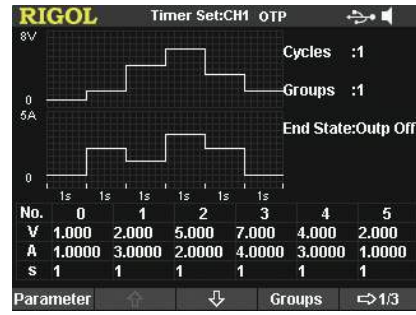 RIGOL Timer Set:CH1 OTP
8V
Cycles :1
Groups :1
0
5A
End State:Outp Off
0
1s 1s 1s 1s 1s 1s
No. 0 1 2 3 4 5
V 1.000 2.000 5.000 7.000 4.000 2.000
A 1.0000 3.0000 2.0000 4.0000 3.0000 1.0000
s 1 1 1 1 1 1
Parameter Groups 1/3